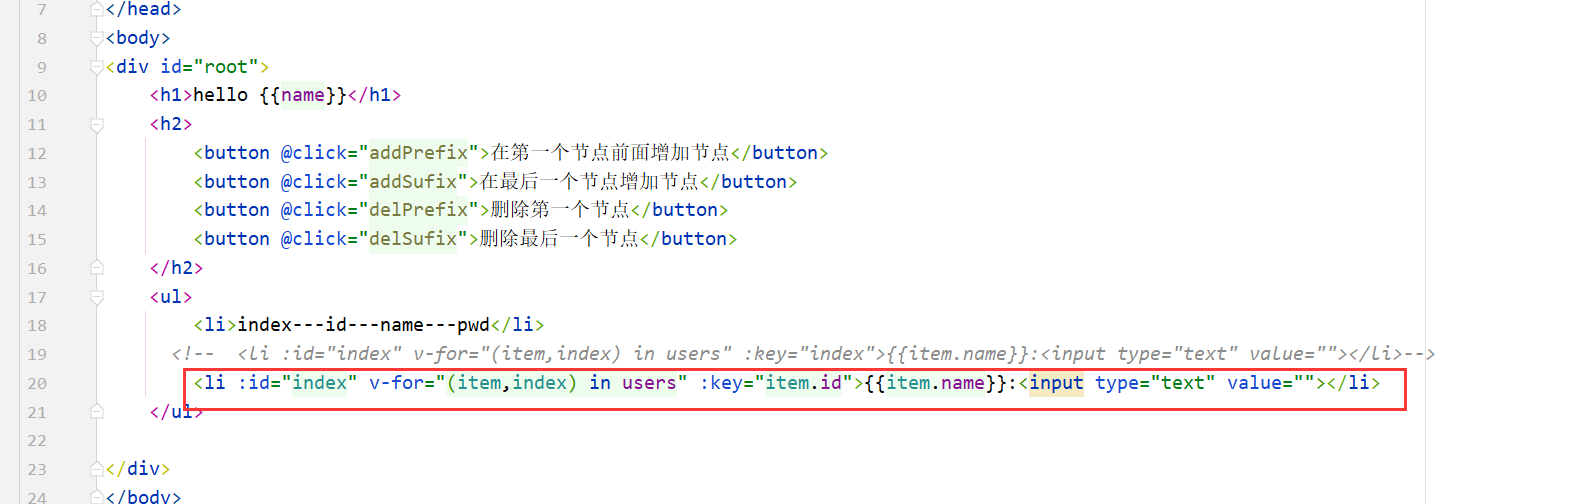 7 </head>
8 <body>
9 <div id="root">
10 <h1>hello {{name}}</h1>
11 <h2>
12 <button @click="addPrefix">在第一个节点前面增加节点</button>
13 <button @click="addSufix">在最后一个节点增加节点</button>
14 <button @click="delPrefix">删除第一个节点</button>
15 <button @click="delSufix">删除最后一个节点</button>
16 </h2>
17 <ul>
18 <li>index---id---name---pwd</li>
19 <!-- <li :id="index" v-for="(item,index) in users" :key="index">{{item.name}}:<input type="text" value=""></li>-->
20 <li :id="index" v-for="(item,index) in users" :key="item.id">{{item.name}}:<input type="text" value=""></li>
21 </ul>
22
23 </div>
24 </body>